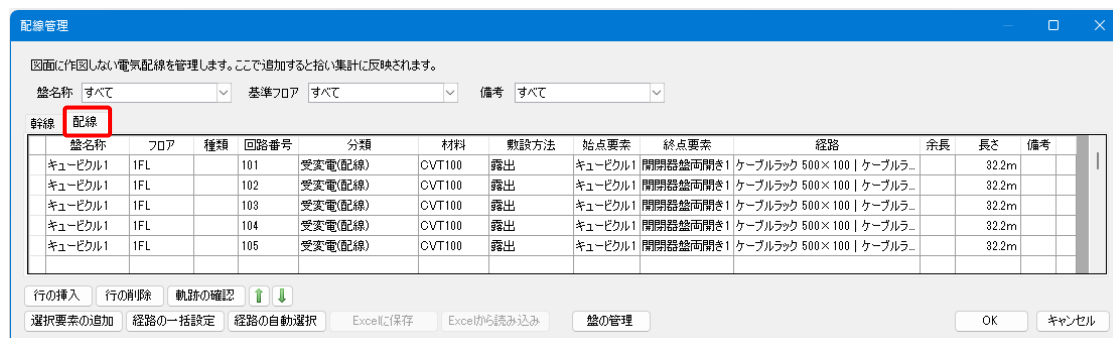 配線管理
図面に作図しない電気配線を管理します。ここで追加すると拾い集計に反映されます。
盤名称 すべて 基準フロア すべて 備考 すべて
幹線 配線
盤名称 フロア 種類 回路番号 分類 材料 敷設方法 始点要素 終点要素 経路 余長 長さ 備考
キュービクル1 1FL 101 受変電(配線) CVT100 露出 キュービクル1 開閉器盤両開き1 ケーブルラック 500×100 | ケーブルラ... 32.2m
キュービクル1 1FL 102 受変電(配線) CVT100 露出 キュービクル1 開閉器盤両開き1 ケーブルラック 500×100 | ケーブルラ... 32.2m
キュービクル1 1FL 103 受変電(配線) CVT100 露出 キュービクル1 開閉器盤両開き1 ケーブルラック 500×100 | ケーブルラ... 32.2m
キュービクル1 1FL 104 受変電(配線) CVT100 露出 キュービクル1 開閉器盤両開き1 ケーブルラック 500×100 | ケーブルラ... 32.2m
キュービクル1 1FL 105 受変電(配線) CVT100 露出 キュービクル1 開閉器盤両開き1 ケーブルラック 500×100 | ケーブルラ... 32.2m
行の挿入 行の削除 軌跡の確認
選択要素の追加 経路の一括設定 経路の自動選択 Excelに保存 Excelから読み込み 盤の管理 OK キャンセル